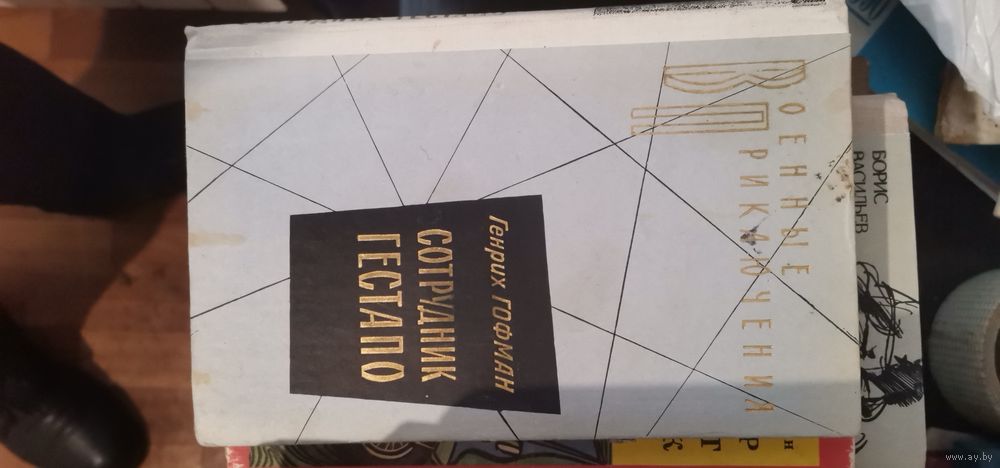 ВОЕННЫЕ
ПРИКЛЮЧЕНИЯ
Генрих ГОФМАН
СОТРУДНИК
ГЕСТАПО
БОРИС
ВАСИЛЬЕВ
www.ay.by